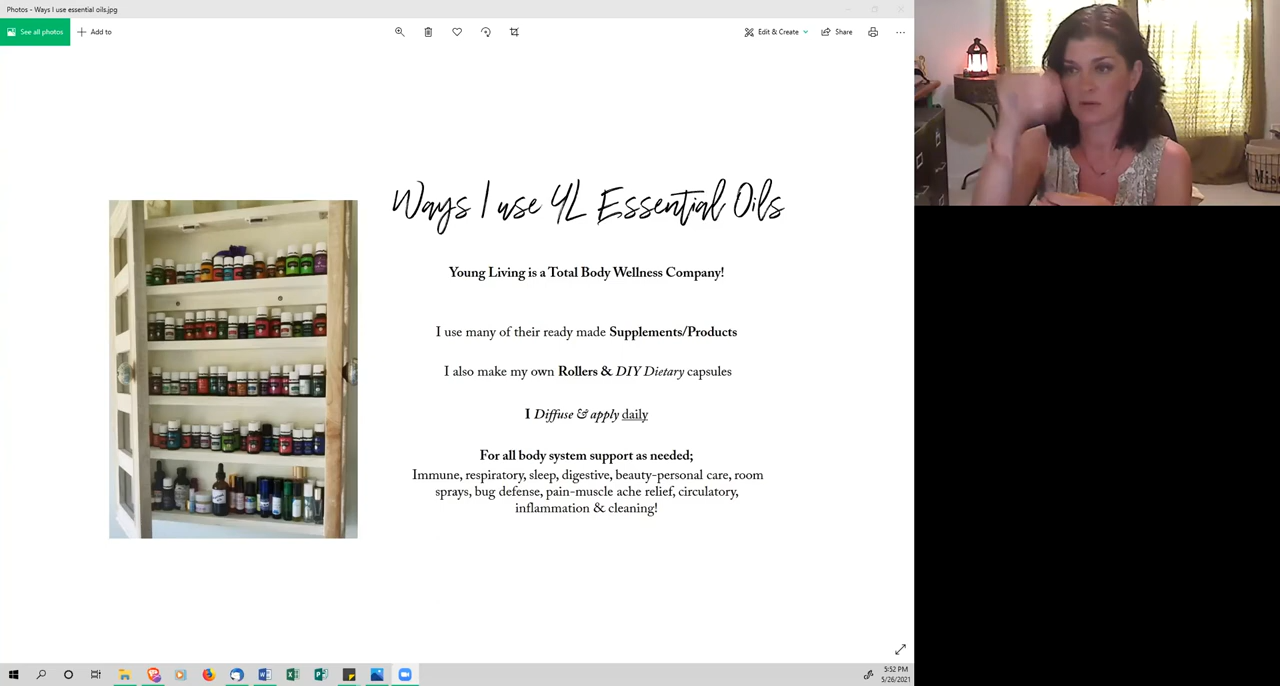 Photos - Ways I use essential oils.jpg
See all photos
Add to
Edit & Create
Share
Ways I use YL Essential Oils
Young Living is a Total Body Wellness Company!
I use many of their ready made Supplements/Products
I also make my own Rollers & DIY Dietary capsules
I Diffuse & apply daily
For all body system support as needed;
Immune, respiratory, sleep, digestive, beauty-personal care, room
sprays, bug defense, pain-muscle ache relief, circulatory,
inflammation & cleaning!
5:52 PM
5/26/2021